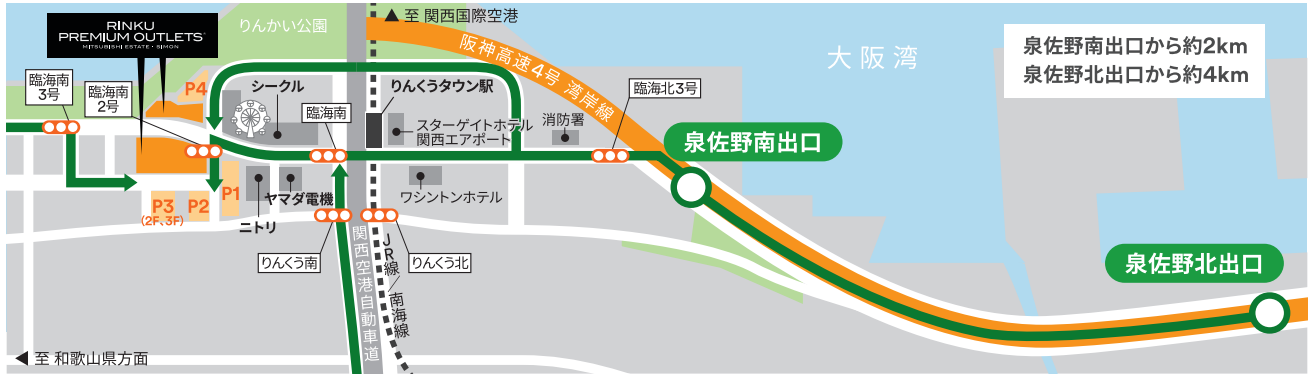 RINKU
PREMIUM OUTLETS®
MITSUBISHI ESTATE・SIMON
りんかい公園
▲ 至 関西国際空港
阪神高速4号 湾岸線
大阪湾
泉佐野南出口から約2km
泉佐野北出口から約4km
臨海南
3号
臨海南
2号
P4
シークル
臨海南
りんくうタウン駅
スターゲイトホテル
関西エアポート
消防署
臨海北3号
泉佐野南出口
P3
(2F、3F)
P2
P1
ニトリ
ヤマダ電機
ワシントンホテル
りんくう南
関西空港自動車道
JR線
南海線
りんくう北
泉佐野北出口
◀ 至 和歌山県方面